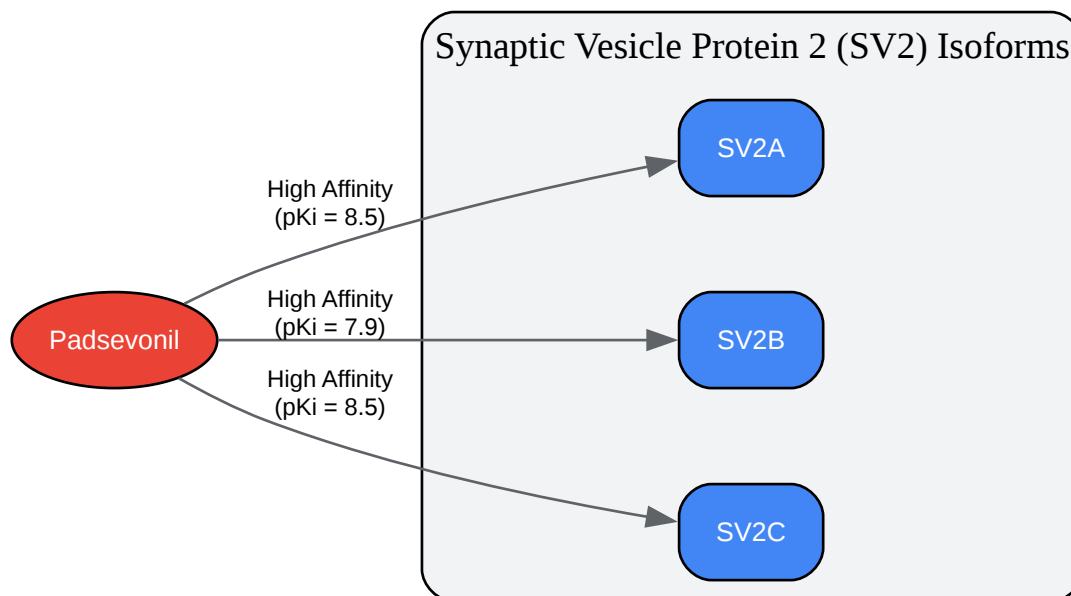 Synaptic Vesicle Protein 2 (SV2) Isoforms
SV2A
High Affinity
(pKi = 8.5)
High Affinity
(pKi = 7.9)
Padsevonil
SV2B
High Affinity
(pKi = 8.5)
SV2C